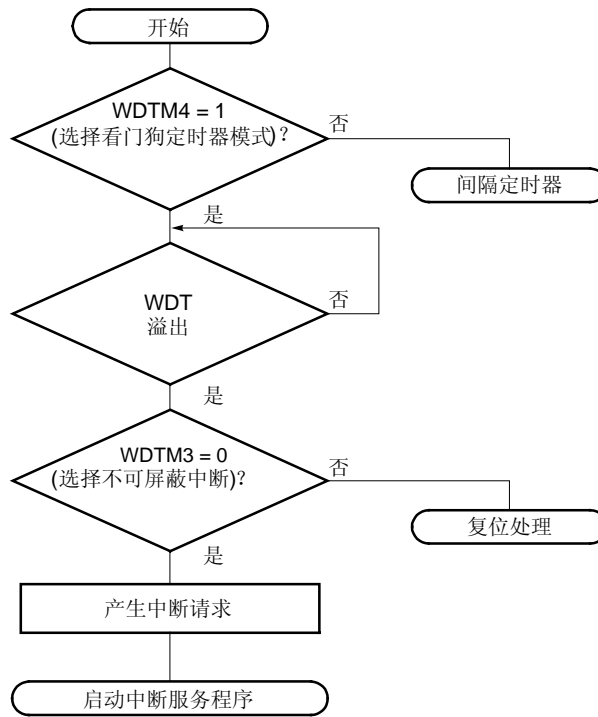 开始
WDTM4 = 1
(选择看门狗定时器模式)?
否
间隔定时器
是
WDT
溢出
否
是
WDTM3 = 0
(选择不可屏蔽中断)?
否
复位处理
是
产生中断请求
启动中断服务程序